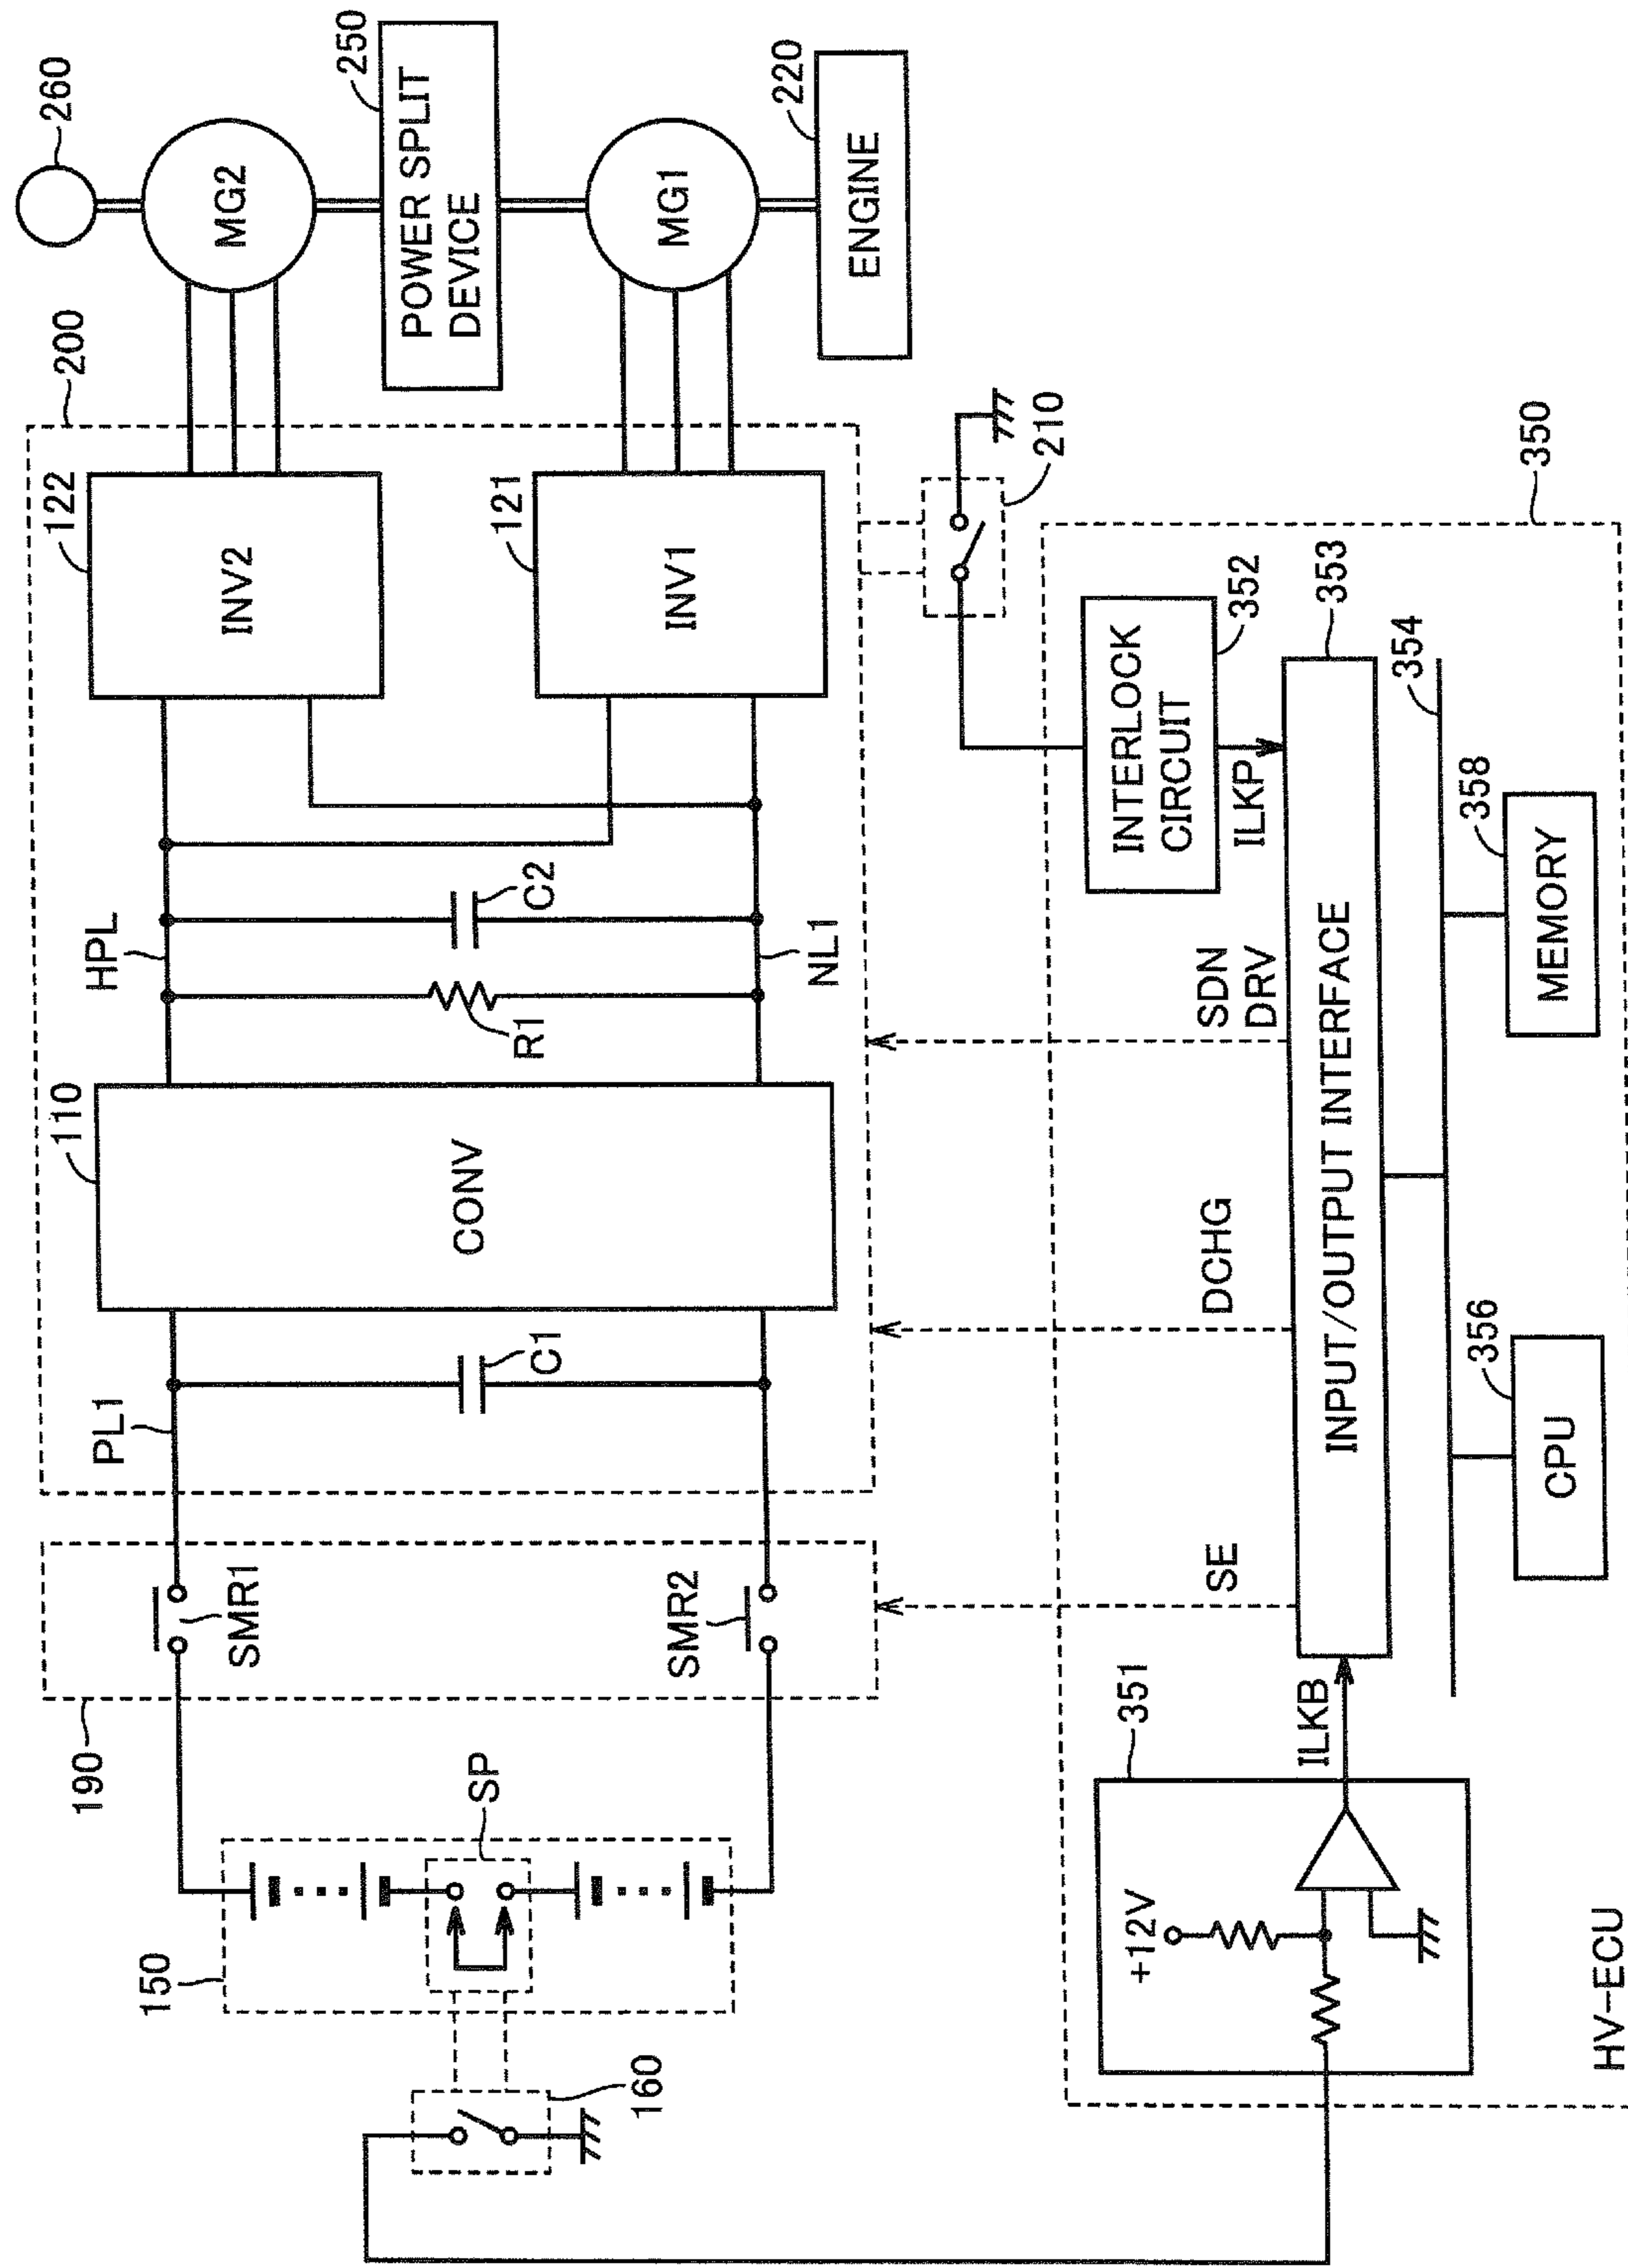 150
160
SP
190
SMR1
SMR2
PL1
C1
110
CONV
HPL
R1
C2
NL1
122
INV2
121
INV1
200
MG2
260
250
POWER SPLIT
DEVICE
MG1
220
ENGINE
210
350
HV-ECU
351
+12V
ILKB
SE
DCHG
SDN
DRV
352
INTERLOCK
CIRCUIT
ILKP
353
INPUT/OUTPUT INTERFACE
354
356
CPU
358
MEMORY